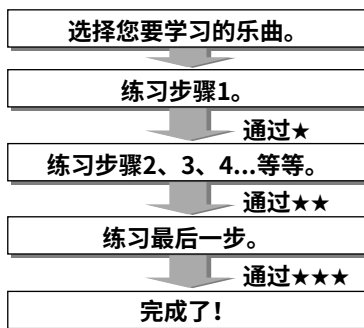 选择您要学习的乐曲。
练习步骤1。
通过★
练习步骤2、3、4...等等。
通过★★
练习最后一步。
通过★★★
完成了!